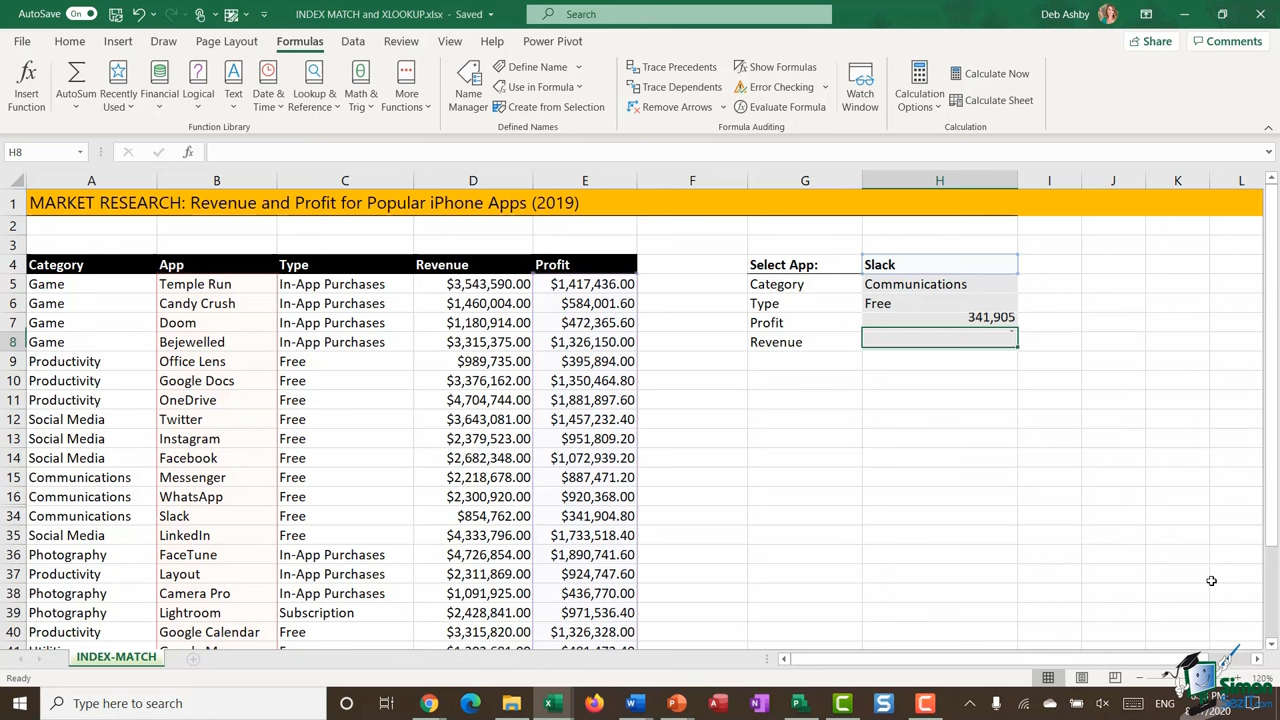 AutoSave On INDEX MATCH and XLOOKUP.xlsx - Saved Search Deb Ashby
File Home Insert Draw Page Layout Formulas Data Review View Help Power Pivot Share Comments
Insert Function
AutoSum
Recently Used
Financial
Logical
Text
Date & Time
Lookup & Reference
Math & Trig
More Functions
Function Library
Name Manager
Define Name
Use in Formula
Create from Selection
Defined Names
Trace Precedents
Trace Dependents
Remove Arrows
Show Formulas
Error Checking
Evaluate Formula
Formula Auditing
Watch Window
Calculation Options
Calculate Now
Calculate Sheet
Calculation
H8 fx
A B C D E F G H I J K L
1 MARKET RESEARCH: Revenue and Profit for Popular iPhone Apps (2019)
2
3
4 Category App Type Revenue Profit Select App: Slack
5 Game Temple Run In-App Purchases $3,543,590.00 $1,417,436.00 Category Communications
6 Game Candy Crush In-App Purchases $1,460,004.00 $584,001.60 Type Free
7 Game Doom In-App Purchases $1,180,914.00 $472,365.60 Profit 341,905
8 Game Bejewelled In-App Purchases $3,315,375.00 $1,326,150.00 Revenue
9 Productivity Office Lens Free $989,735.00 $395,894.00
10 Productivity Google Docs Free $3,376,162.00 $1,350,464.80
11 Productivity OneDrive Free $4,704,744.00 $1,881,897.60
12 Social Media Twitter Free $3,643,081.00 $1,457,232.40
13 Social Media Instagram Free $2,379,523.00 $951,809.20
14 Social Media Facebook Free $2,682,348.00 $1,072,939.20
15 Communications Messenger Free $2,218,678.00 $887,471.20
16 Communications WhatsApp Free $2,300,920.00 $920,368.00
34 Communications Slack Free $854,762.00 $341,904.80
35 Social Media LinkedIn Free $4,333,796.00 $1,733,518.40
36 Photography FaceTune In-App Purchases $4,726,854.00 $1,890,741.60
37 Productivity Layout In-App Purchases $2,311,869.00 $924,747.60
38 Photography Camera Pro In-App Purchases $1,091,925.00 $436,770.00
39 Photography Lightroom Subscription $2,428,841.00 $971,536.40
40 Productivity Google Calendar Free $3,315,820.00 $1,326,328.00
INDEX-MATCH
Ready 120%
Type here to search